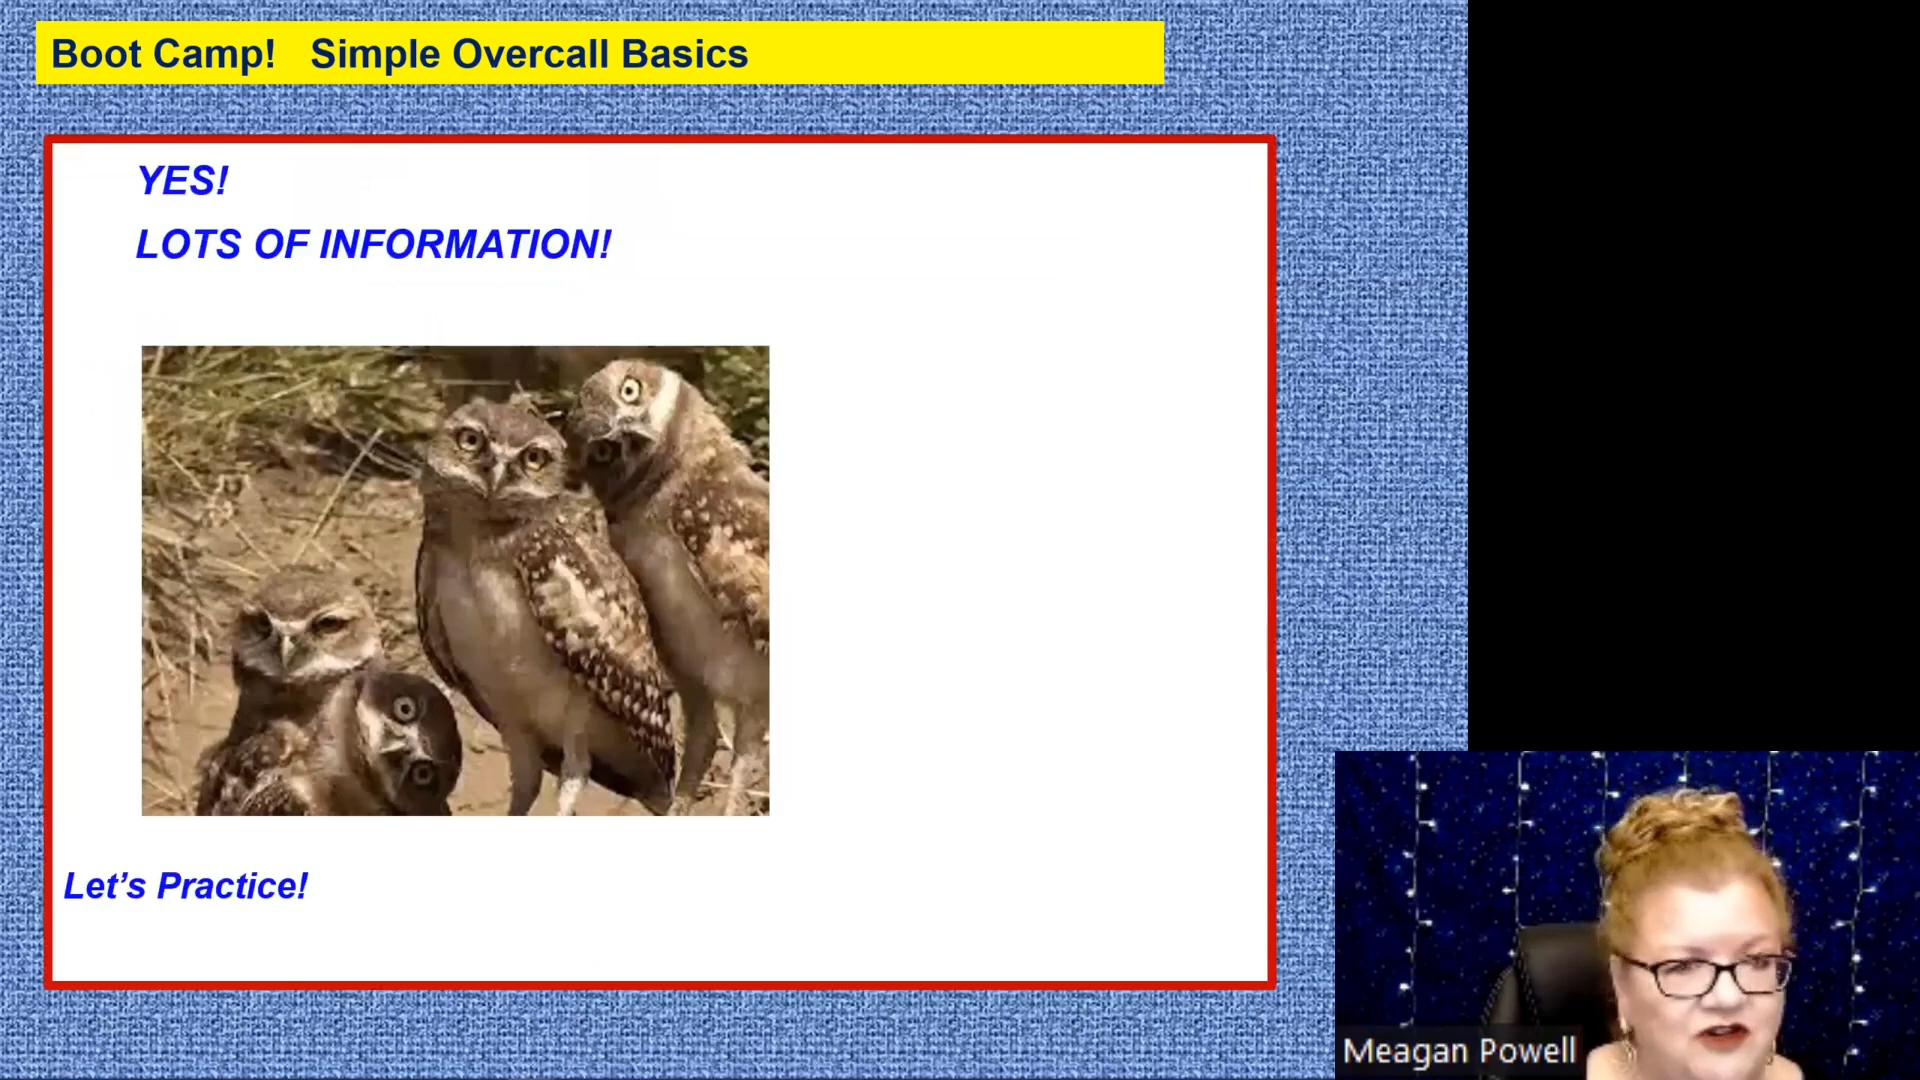 Boot Camp!   Simple Overcall Basics
YES!
LOTS OF INFORMATION!
Let’s Practice!
Meagan Powell